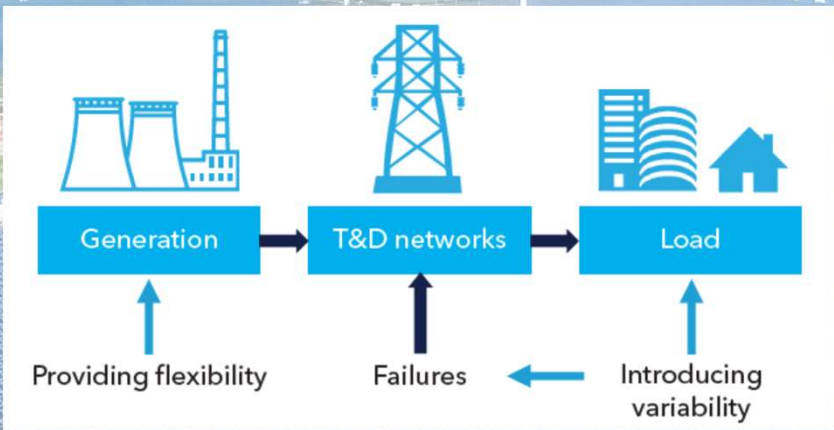 Generation
T&D networks
Load
Providing flexibility
Failures
Introducing
variability